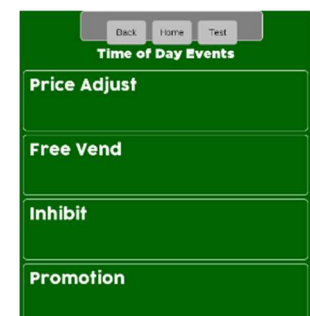 Back Home Test
Time of Day Events
Price Adjust
Free Vend
Inhibit
Promotion